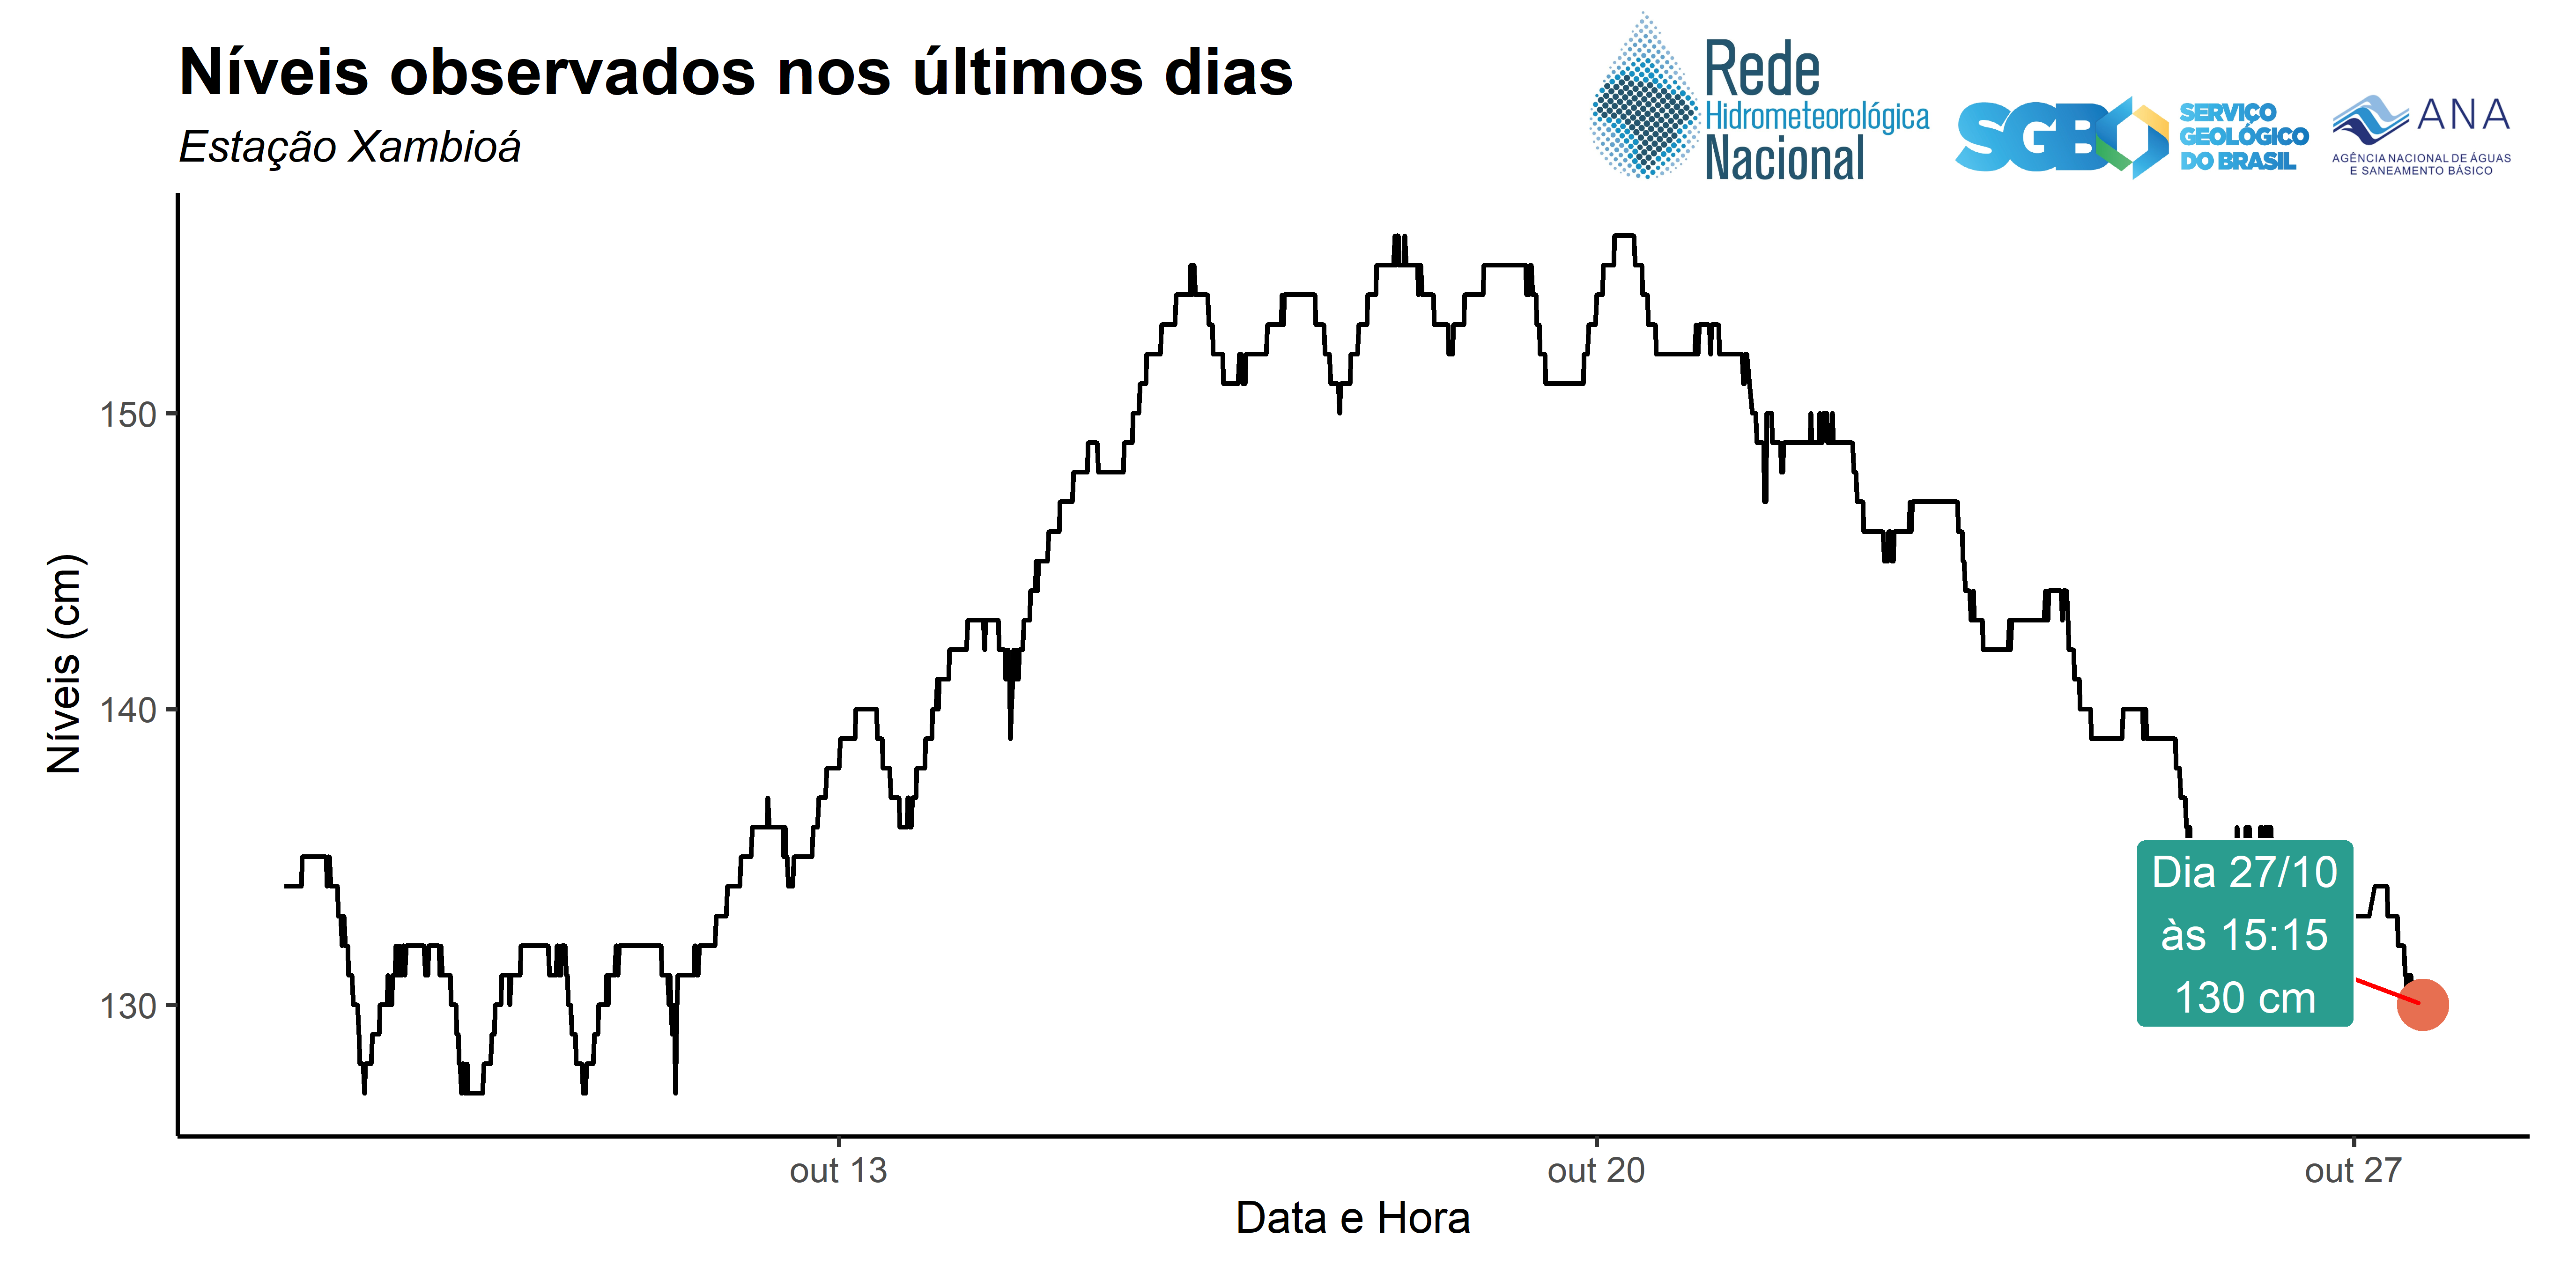 Níveis observados nos últimos dias
Estação Xambioá
Rede
Hidrometeorológica
Nacional
SGB
SERVIÇO
GEOLÓGICO
DO BRASIL
ANA
AGÊNCIA NACIONAL DE ÁGUAS
E SANEAMENTO BÁSICO
Níveis (cm)
150
140
130
Dia 27/10
às 15:15
130 cm
out 13
out 20
out 27
Data e Hora